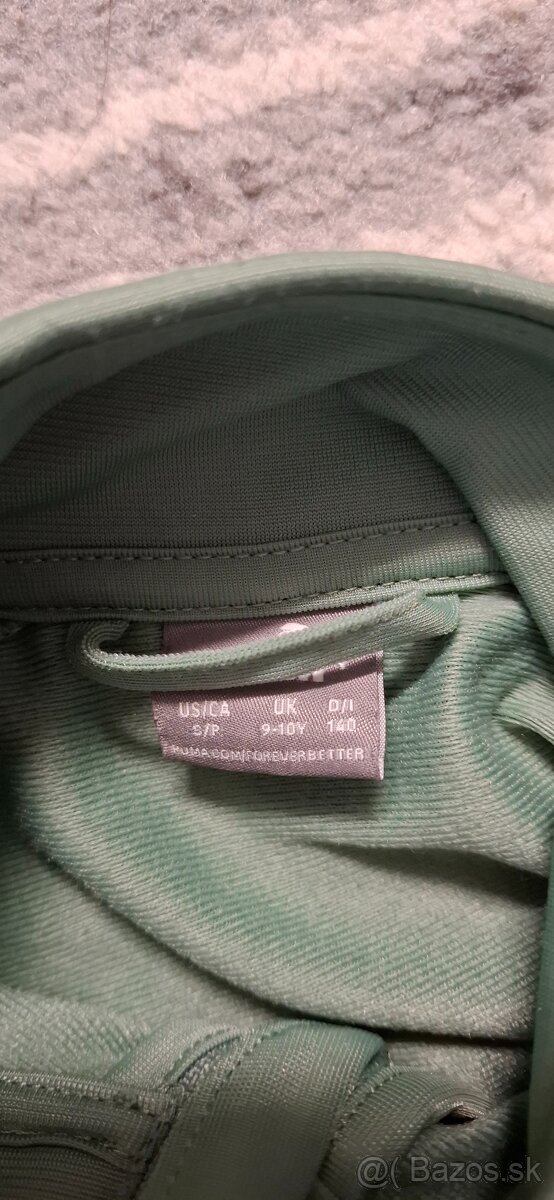 US/CA UK D/I
S/P 9-10Y 140
PUMA.COM/FOREVERBETTER
@( Bazos.sk